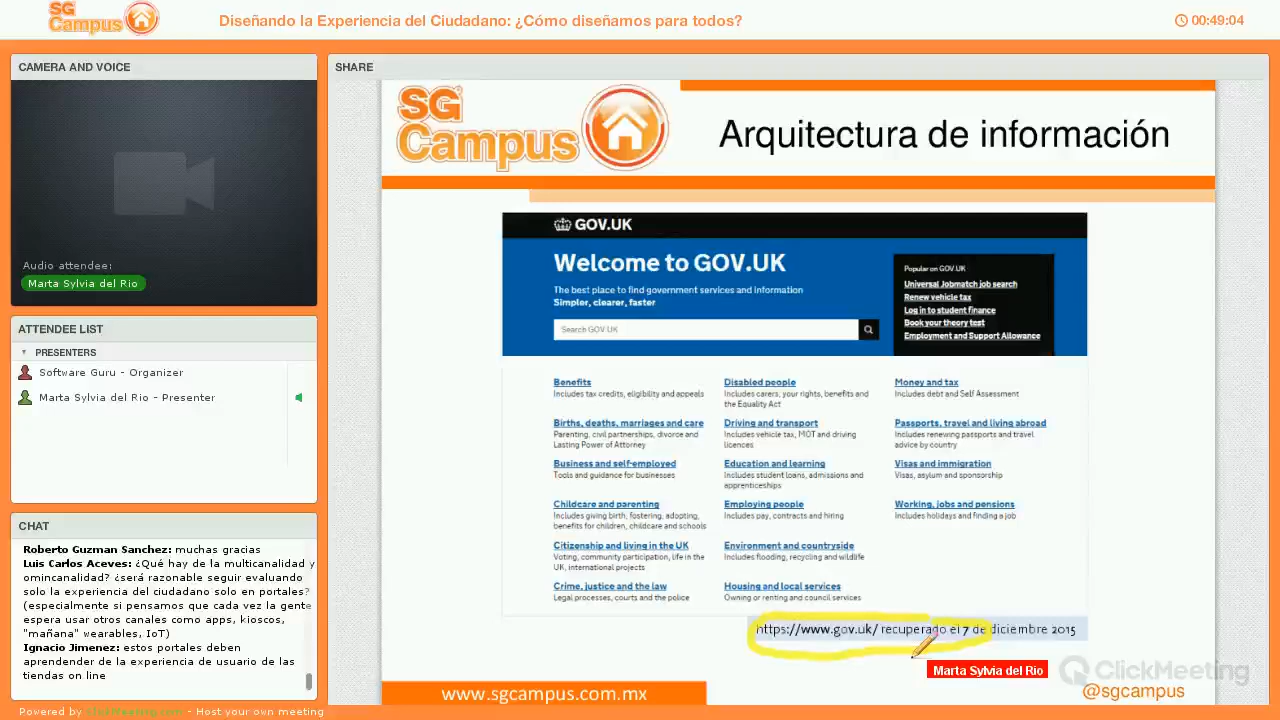 SG Campus
Diseñando la Experiencia del Ciudadano: ¿Cómo diseñamos para todos?
00:49:04
CAMERA AND VOICE
Audio attendee:
Marta Sylvia del Rio
ATTENDEE LIST
PRESENTERS
Software Guru - Organizer
Marta Sylvia del Rio - Presenter
CHAT
Roberto Guzman Sanchez: muchas gracias
Luis Carlos Aceves: ¿Qué hay de la multicanalidad y
omincanalidad? ¿será razonable seguir evaluando
solo la experiencia del ciudadano solo en portales?
(especialmente si pensamos que cada vez la gente
espera usar otros canales como apps, kioscos,
"mañana" wearables, IoT)
Ignacio Jimenez: estos portales deben
aprendender de la experiencia de usuario de las
tiendas on line
Powered by ClickMeeting.com - Host your own meeting
SHARE
SG
Campus
Arquitectura de información
GOV.UK
Welcome to GOV.UK
The best place to find government services and information
Simpler, clearer, faster
Search GOV UK
Popular on GOV.UK
Universal Jobmatch job search
Renew vehicle tax
Log in to student finance
Book your theory test
Employment and Support Allowance
Benefits
Includes tax credits, eligibility and appeals
Births, deaths, marriages and care
Parenting, civil partnerships, divorce and
Lasting Power of Attorney
Business and self-employed
Tools and guidance for businesses
Childcare and parenting
Includes giving birth, fostering, adopting,
benefits for children, childcare and schools
Citizenship and living in the UK
Voting, community participation, life in the
UK, international projects
Crime, justice and the law
Legal processes, courts and the police
Disabled people
Includes carers, your rights, benefits and
the Equality Act
Driving and transport
Includes vehicle tax, MOT and driving
licences
Education and learning
Includes student loans, admissions and
apprenticeships
Employing people
Includes pay, contracts and hiring
Environment and countryside
Includes flooding, recycling and wildlife
Housing and local services
Owning or renting and council services
Money and tax
Includes debt and Self Assessment
Passports, travel and living abroad
Includes renewing passports and travel
advice by country
Visas and immigration
Visas, asylum and sponsorship
Working, jobs and pensions
Includes holidays and finding a job
https://www.gov.uk/ recuperado el 7 de diciembre 2015
Marta Sylvia del Rio
ClickMeeting
www.sgcampus.com.mx
@sgcampus